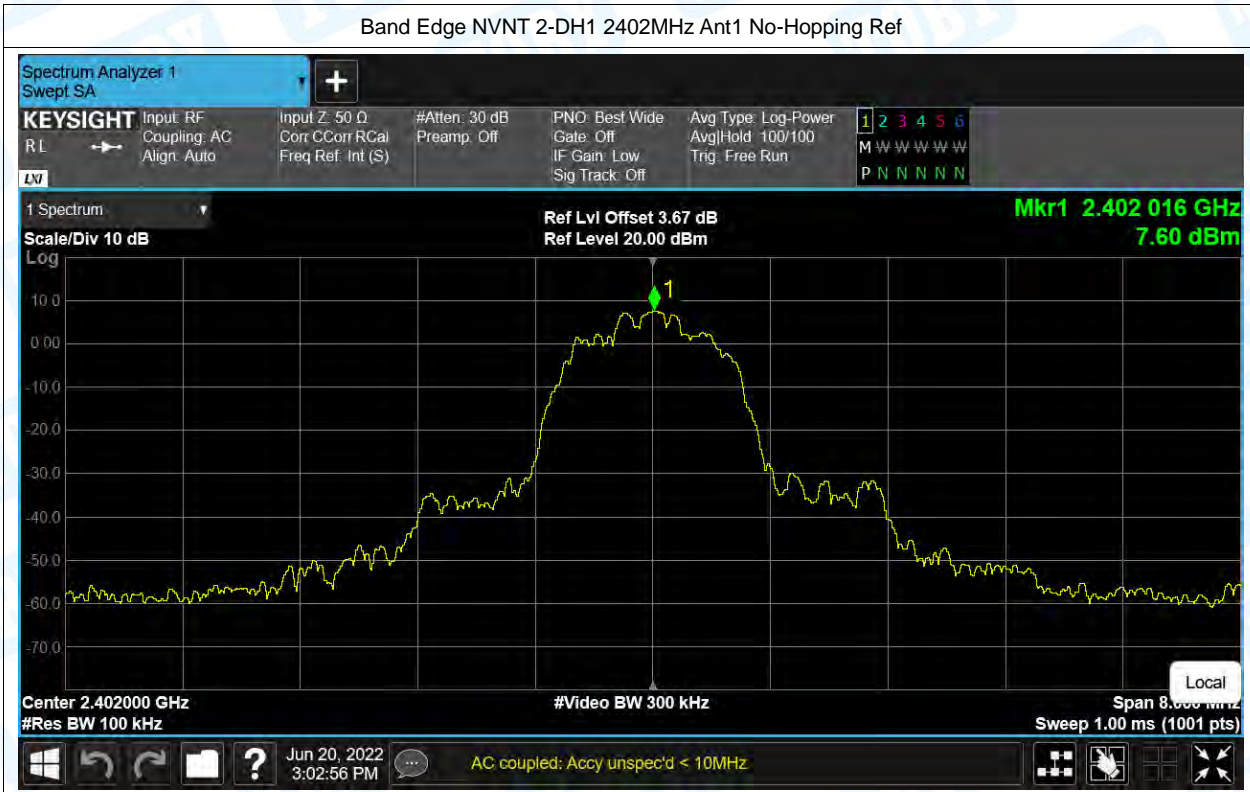 Band Edge NVNT 2-DH1 2402MHz Ant1 No-Hopping Ref
Spectrum Analyzer 1
Swept SA
+
KEYSIGHT
RL
LXI
Input: RF
Coupling: AC
Align: Auto
Input Z: 50 Ω
Corr CCorr RCal
Freq Ref: Int (S)
#Atten: 30 dB
Preamp: Off
PNO: Best Wide
Gate: Off
IF Gain: Low
Sig Track: Off
Avg Type: Log-Power
Avg|Hold: 100/100
Trig: Free Run
1 2 3 4 5 6
M W W W W W
P N N N N N
1 Spectrum
Scale/Div 10 dB
Log
Ref Lvl Offset 3.67 dB
Ref Level 20.00 dBm
Mkr1 2.402 016 GHz
7.60 dBm
1
10.0
0.00
-10.0
-20.0
-30.0
-40.0
-50.0
-60.0
-70.0
Local
Center 2.402000 GHz
#Res BW 100 kHz
#Video BW 300 kHz
Span 8.000 MHz
Sweep 1.00 ms (1001 pts)
?
Jun 20, 2022
3:02:56 PM
AC coupled: Accy unspec'd < 10MHz